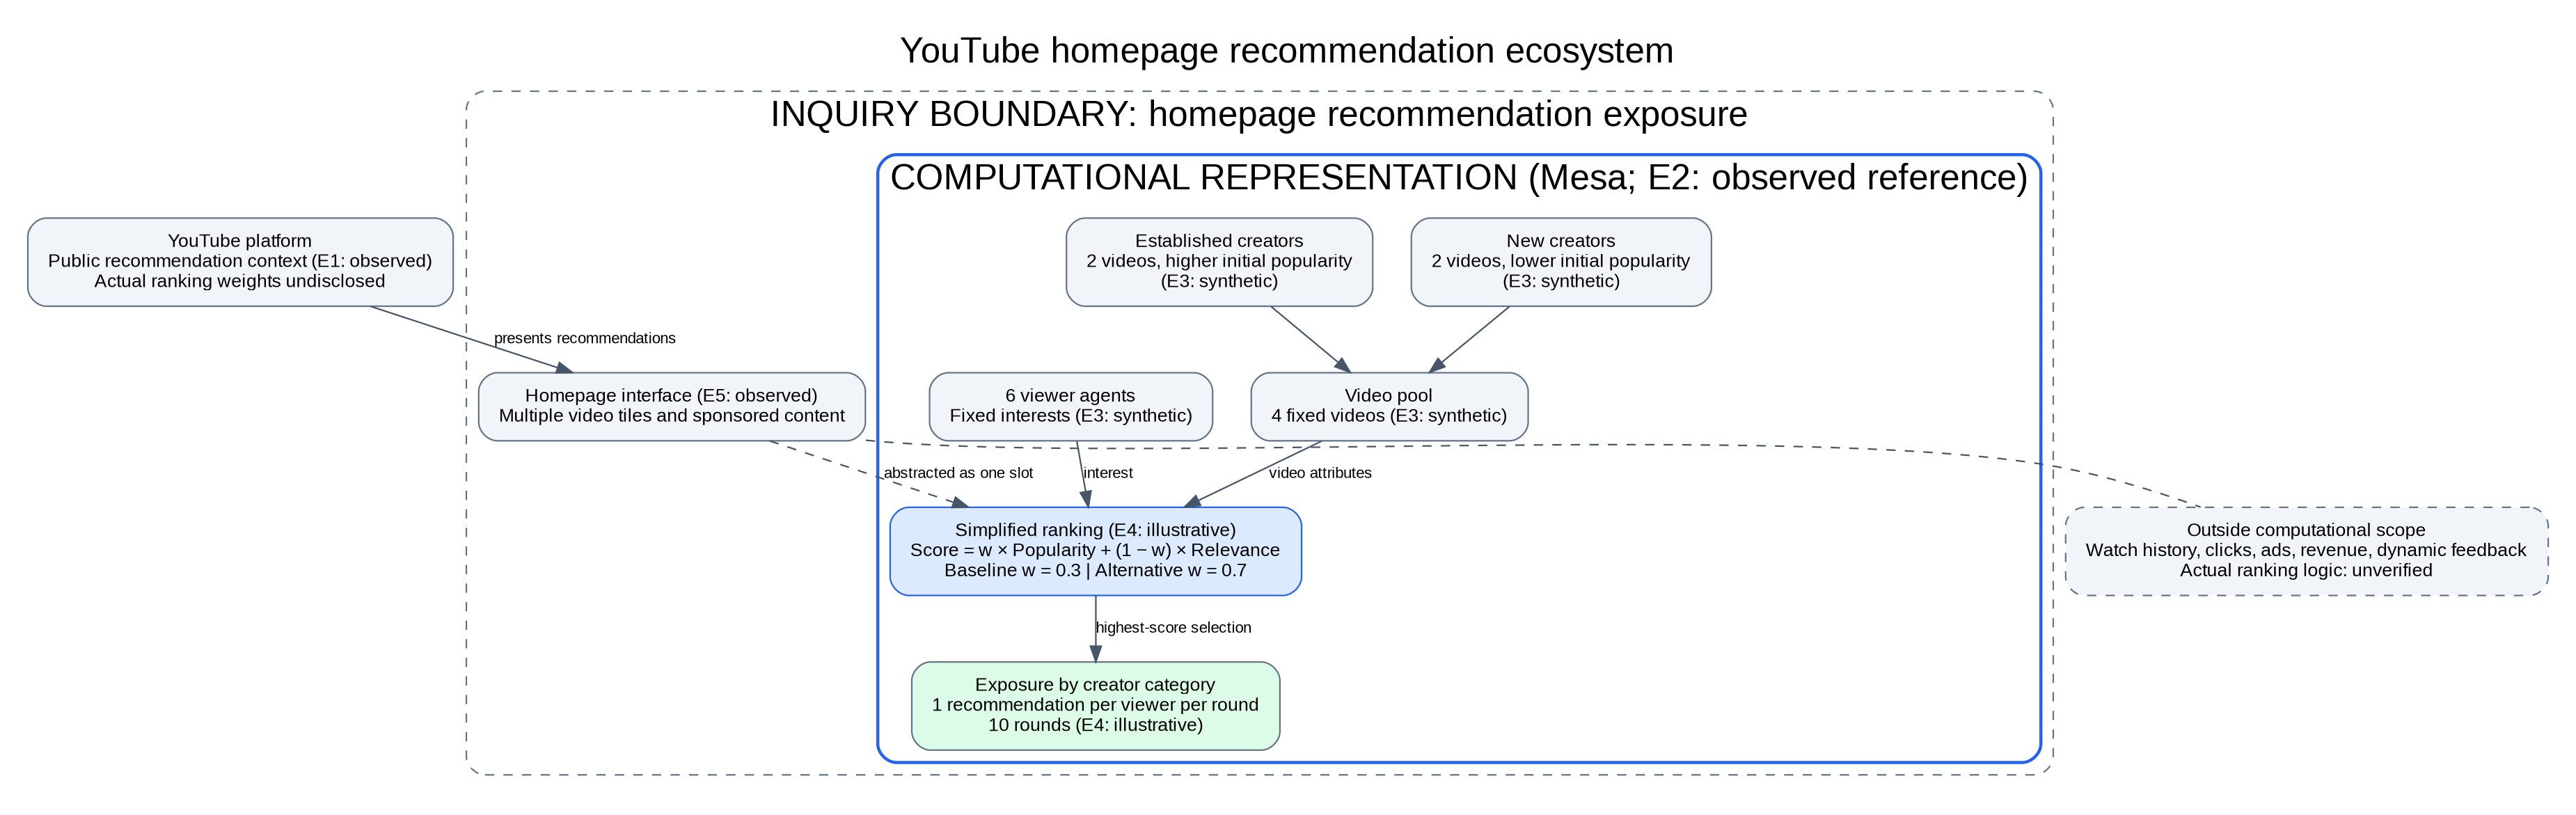 YouTube homepage recommendation ecosystem
INQUIRY BOUNDARY: homepage recommendation exposure
COMPUTATIONAL REPRESENTATION (Mesa; E2: observed reference)
YouTube platform
Public recommendation context (E1: observed)
Actual ranking weights undisclosed
Established creators
2 videos, higher initial popularity
(E3: synthetic)
New creators
2 videos, lower initial popularity
(E3: synthetic)
presents recommendations
Homepage interface (E5: observed)
Multiple video tiles and sponsored content
6 viewer agents
Fixed interests (E3: synthetic)
Video pool
4 fixed videos (E3: synthetic)
abstracted as one slot
interest
video attributes
Simplified ranking (E4: illustrative)
Score = w × Popularity + (1 − w) × Relevance
Baseline w = 0.3 | Alternative w = 0.7
Outside computational scope
Watch history, clicks, ads, revenue, dynamic feedback
Actual ranking logic: unverified
highest-score selection
Exposure by creator category
1 recommendation per viewer per round
10 rounds (E4: illustrative)